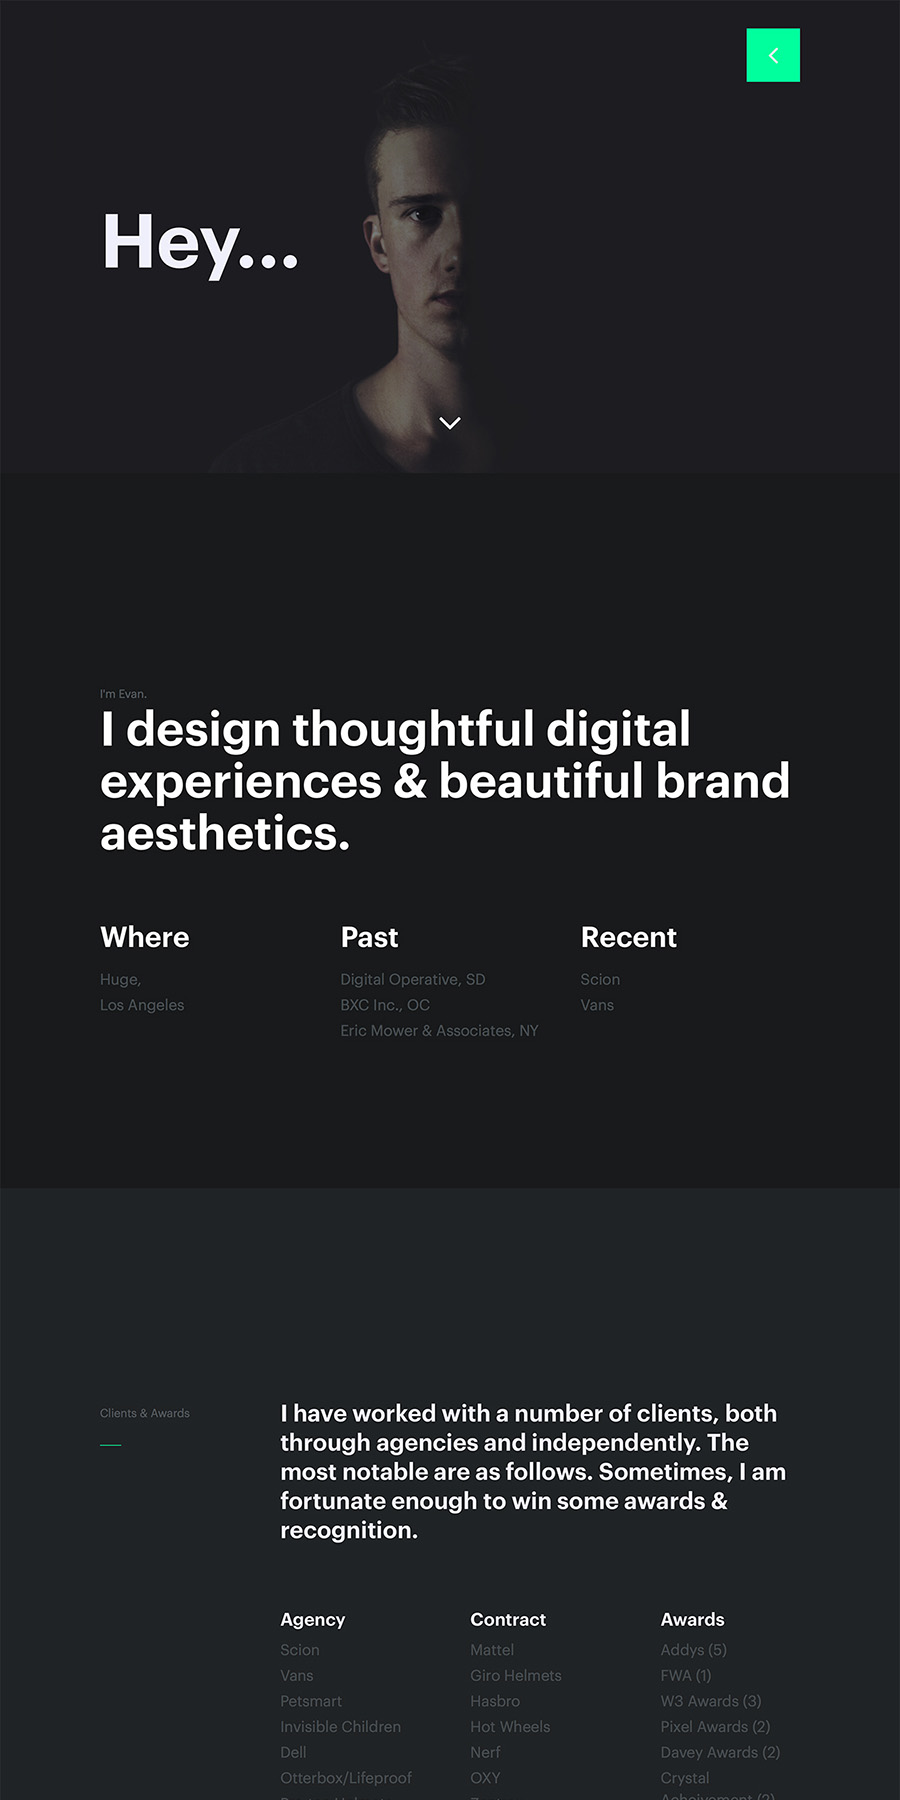 Hey...
I'm Evan.
I design thoughtful digital
experiences & beautiful brand
aesthetics.
Where
Huge,
Los Angeles
Past
Digital Operative, SD
BXC Inc., OC
Eric Mower & Associates, NY
Recent
Scion
Vans
Clients & Awards
I have worked with a number of clients, both
through agencies and independently. The
most notable are as follows. Sometimes, I am
fortunate enough to win some awards &
recognition.
Agency
Scion
Vans
Petsmart
Invisible Children
Dell
Otterbox/Lifeproof
Contract
Mattel
Giro Helmets
Hasbro
Hot Wheels
Nerf
OXY
Awards
Addys (5)
FWA (1)
W3 Awards (3)
Pixel Awards (2)
Davey Awards (2)
Crystal